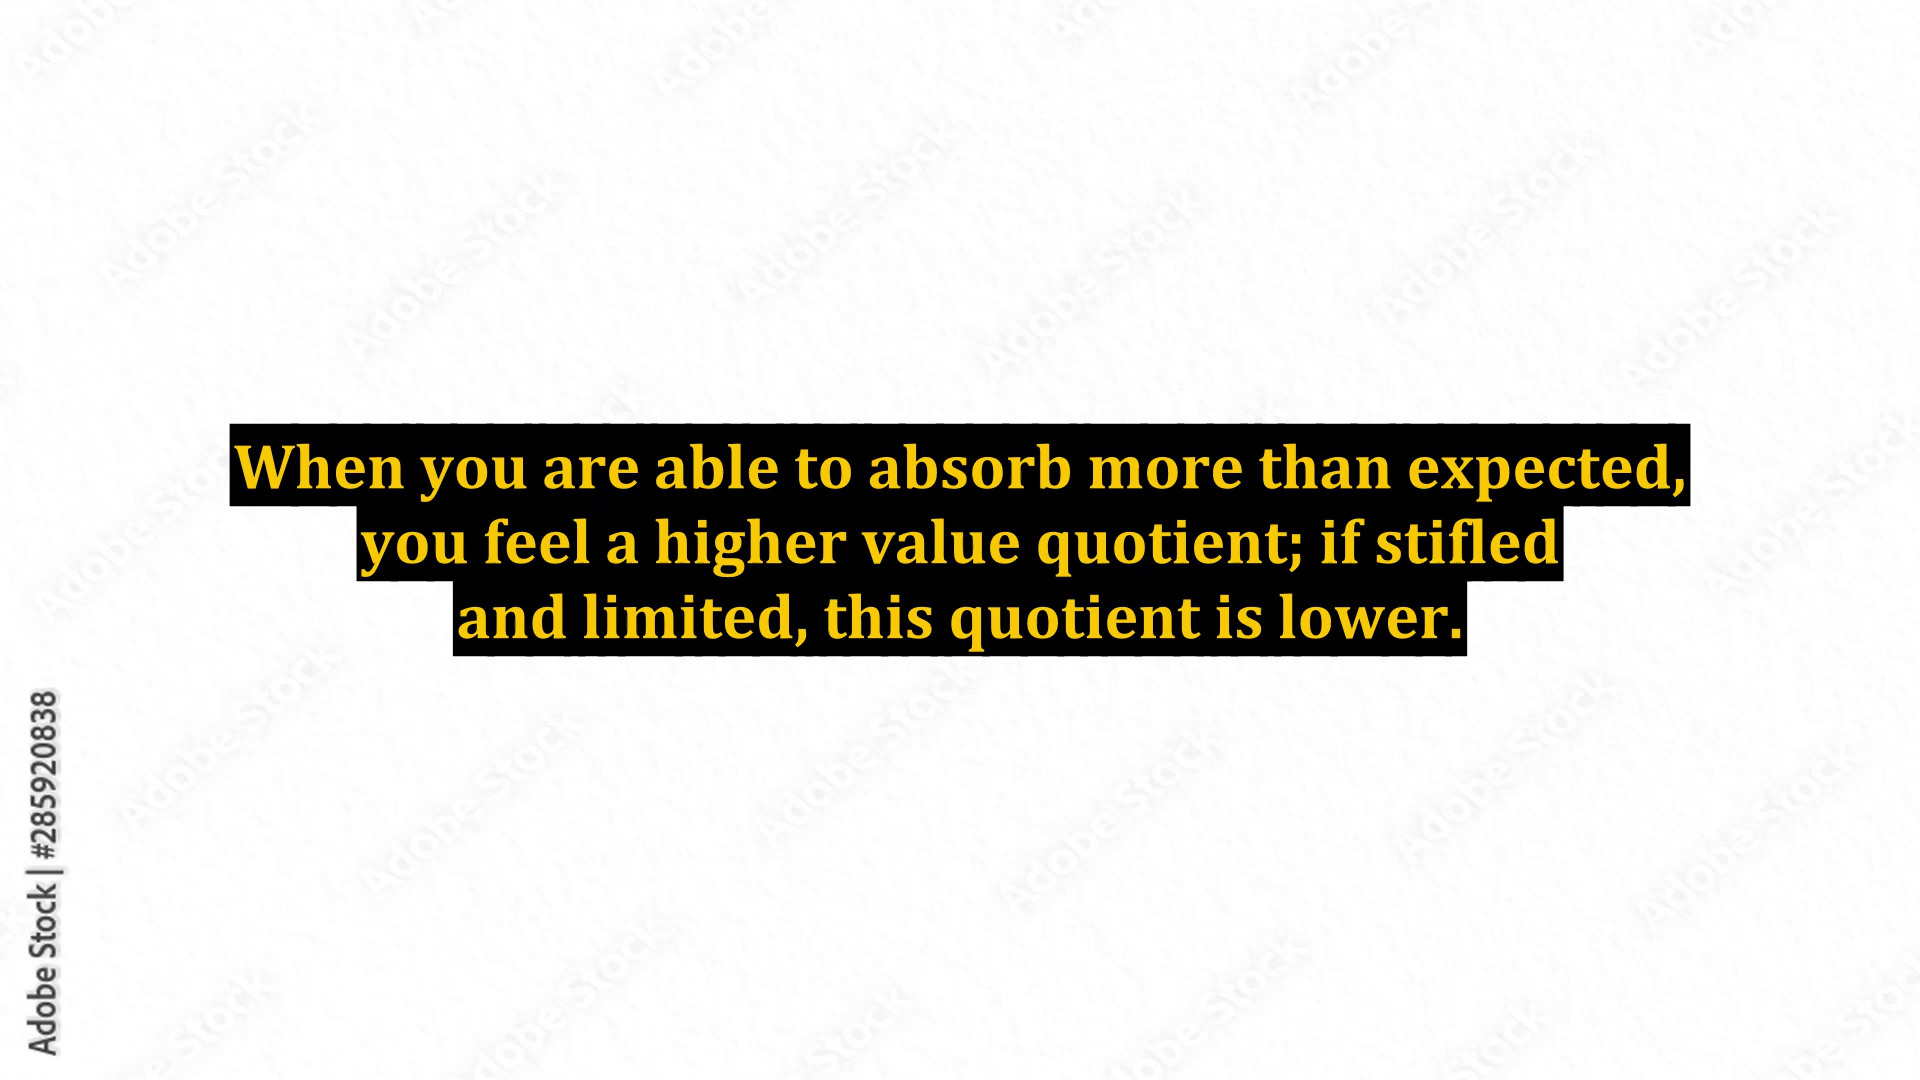 When you are able to absorb more than expected,
you feel a higher value quotient; if stifled
and limited, this quotient is lower.
Adobe Stock | #285920838